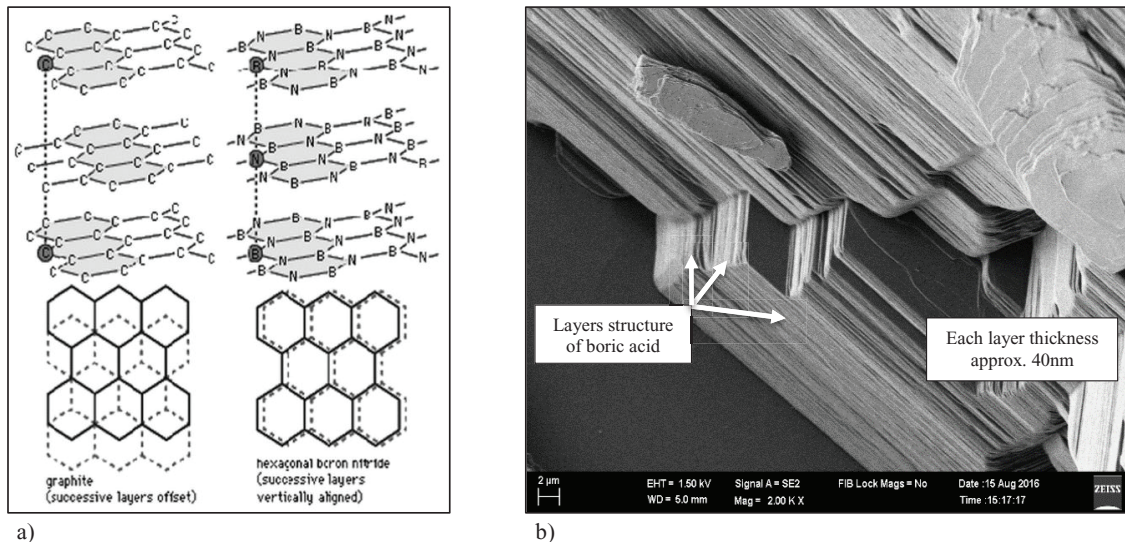 graphite
(successive layers offset)
hexagonal boron nitride
(successive layers
vertically aligned)
Layers structure
of boric acid
Each layer thickness
approx. 40nm
2 µm
EHT = 1.50 kV
WD = 5.0 mm
Signal A = SE2
Mag = 2.00 K X
FIB Lock Mags = No
Date :15 Aug 2016
Time :15:17:17
ZEISS
a)
b)